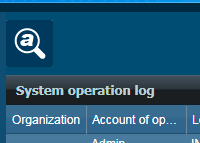 a
System operation log
Organization Account of op...
Admin